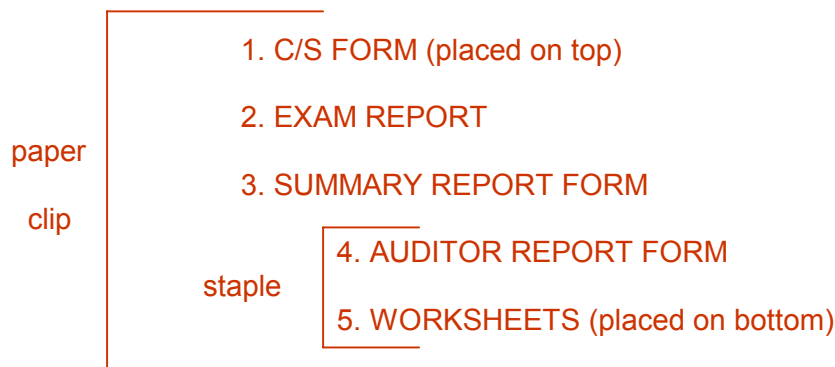 1. C/S FORM (placed on top)
2. EXAM REPORT
paper
3. SUMMARY REPORT FORM
clip
4. AUDITOR REPORT FORM
staple
5. WORKSHEETS (placed on bottom)